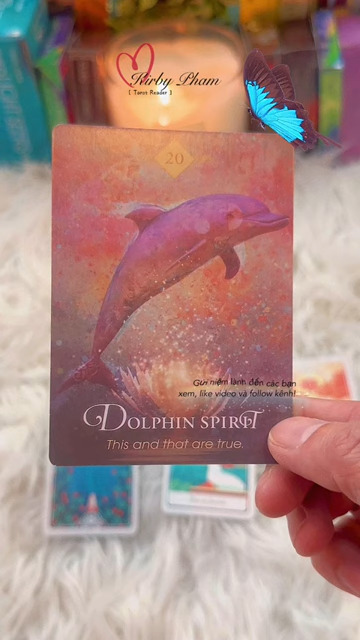 Kirby Pham
[ Tarot Reader ]
20
Gửi niệm lành đến các bạn
xem, like video và follow kênh!
DOLPHIN SPIRIT
This and that are true.